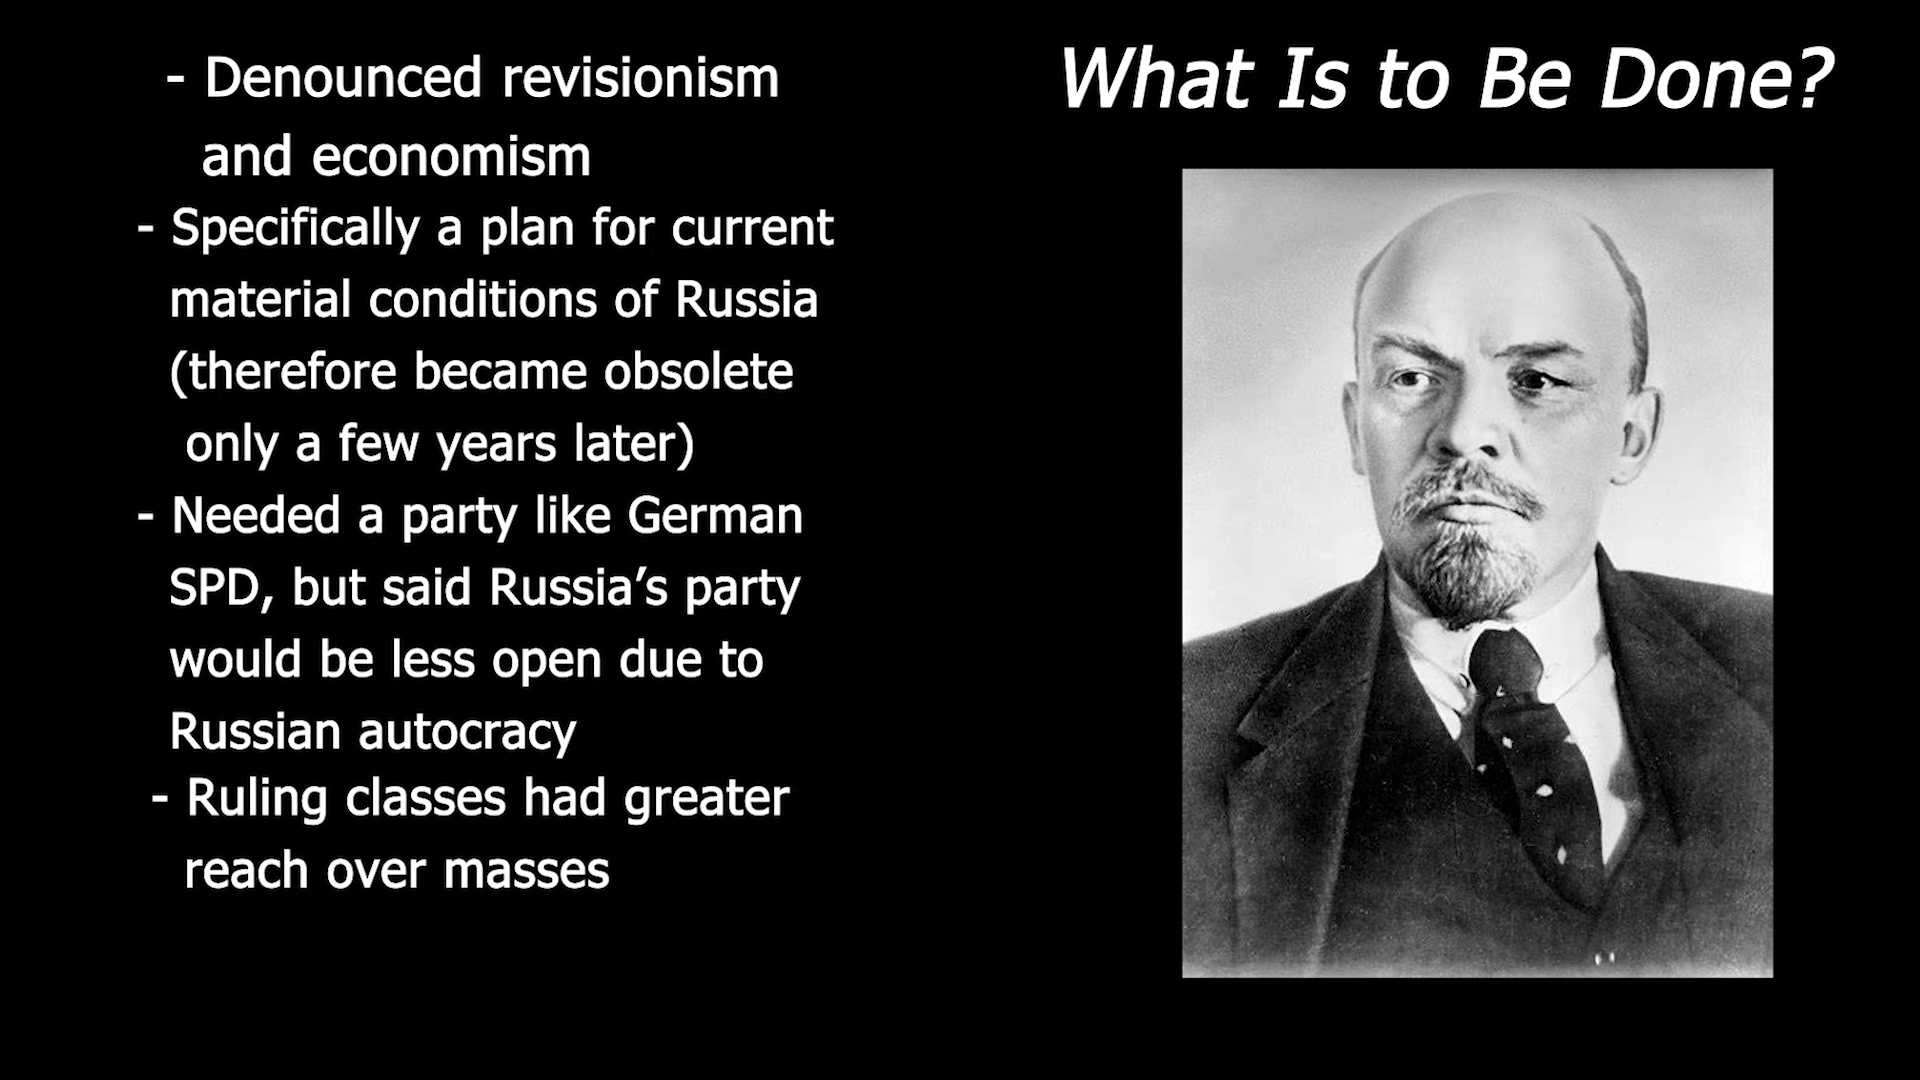 - Denounced revisionism
and economism
- Specifically a plan for current
material conditions of Russia
(therefore became obsolete
only a few years later)
- Needed a party like German
SPD, but said Russia’s party
would be less open due to
Russian autocracy
- Ruling classes had greater
reach over masses
What Is to Be Done?